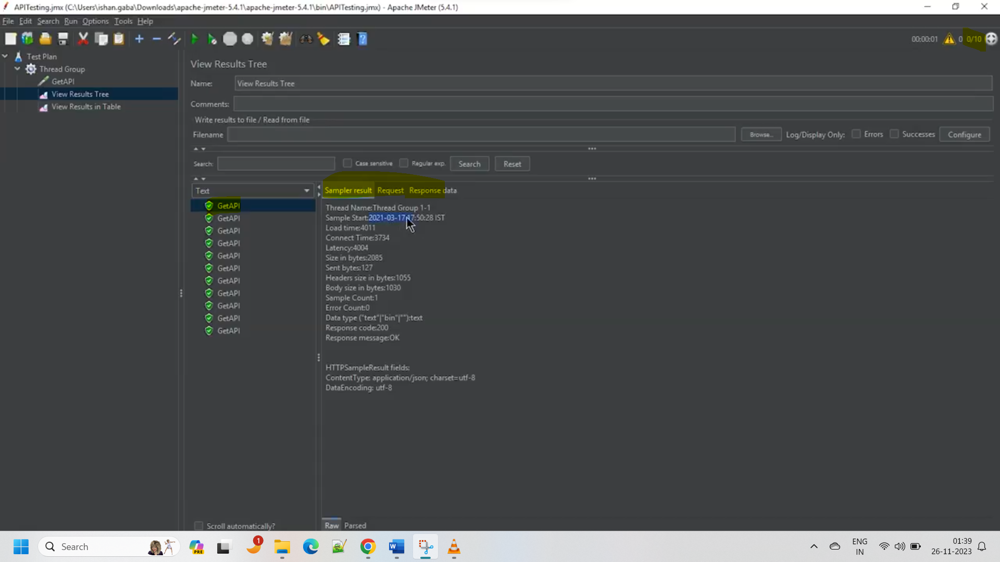 APITesting.jmx (C:\Users\ishan.gaba\Downloads\apache-jmeter-5.4.1\apache-jmeter-5.4.1\bin\APITesting.jmx) - Apache JMeter (5.4.1)
File Edit Search Run Options Tools Help
00:00:01 0 0/10
Test Plan
Thread Group
GetAPI
View Results Tree
View Results in Table
View Results Tree
Name: View Results Tree
Comments:
Write results to file / Read from file
Filename Browse... Log/Display Only: Errors Successes Configure
Search: Case sensitive Regular exp. Search Reset
Text
GetAPI
GetAPI
GetAPI
GetAPI
GetAPI
GetAPI
GetAPI
GetAPI
GetAPI
GetAPI
GetAPI
Scroll automatically?
Sampler result Request Response data
Thread Name:Thread Group 1-1
Sample Start:2021-03-17 17:50:28 IST
Load time:4011
Connect Time:3734
Latency:4004
Size in bytes:2085
Sent bytes:127
Headers size in bytes:1055
Body size in bytes:1030
Sample Count:1
Error Count:0
Data type ("text"|"bin"|""):text
Response code:200
Response message:OK
HTTPSampleResult fields:
ContentType: application/json; charset=utf-8
DataEncoding: utf-8
Raw Parsed
Search
PRE
1
ENG
IN
01:39
26-11-2023